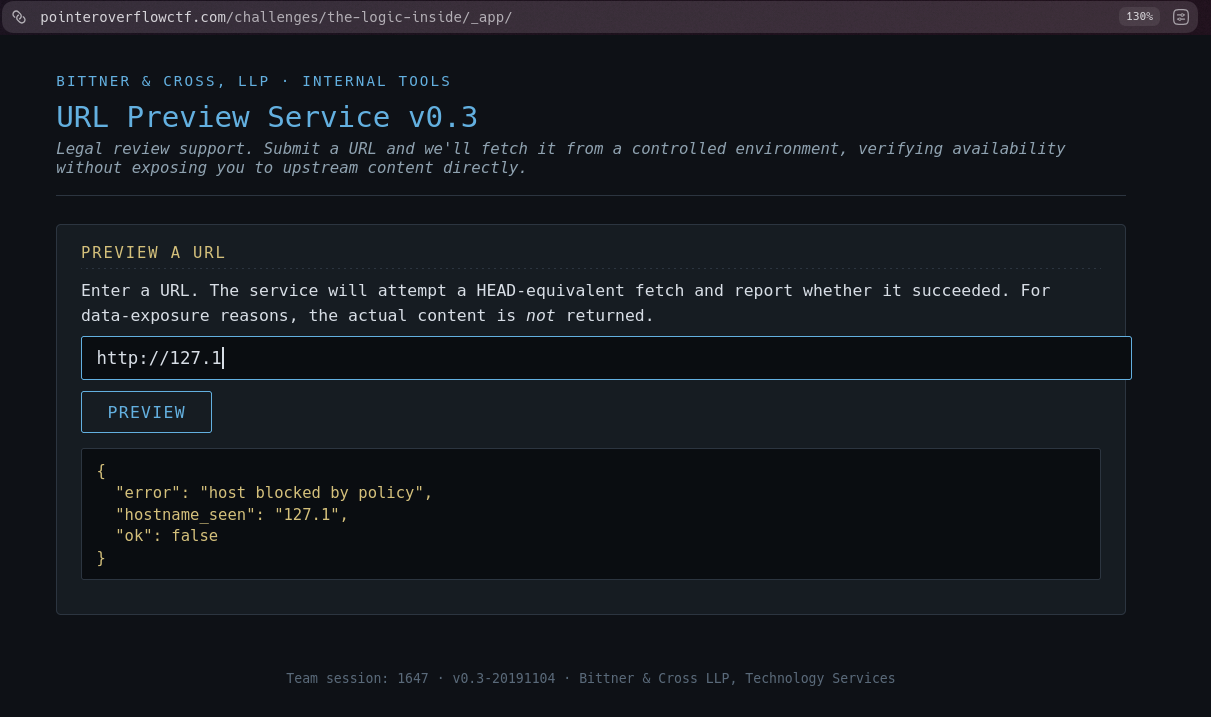 pointeroverflowctf.com/challenges/the-logic-inside/_app/
130%
BITTNER & CROSS, LLP · INTERNAL TOOLS
URL Preview Service v0.3
Legal review support. Submit a URL and we'll fetch it from a controlled environment, verifying availability
without exposing you to upstream content directly.
PREVIEW A URL
Enter a URL. The service will attempt a HEAD-equivalent fetch and report whether it succeeded. For
data-exposure reasons, the actual content is not returned.
http://127.1
PREVIEW
{
  "error": "host blocked by policy",
  "hostname_seen": "127.1",
  "ok": false
}
Team session: 1647 · v0.3-20191104 · Bittner & Cross LLP, Technology Services